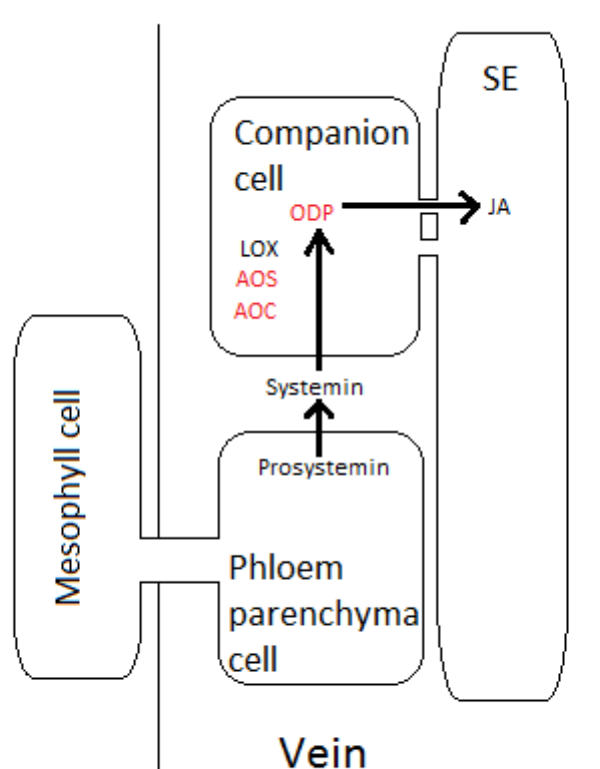 SE
Companion
cell
ODP
JA
LOX
AOS
AOC
Systemin
Prosystemin
Mesophyll cell
Phloem
parenchyma
cell
Vein